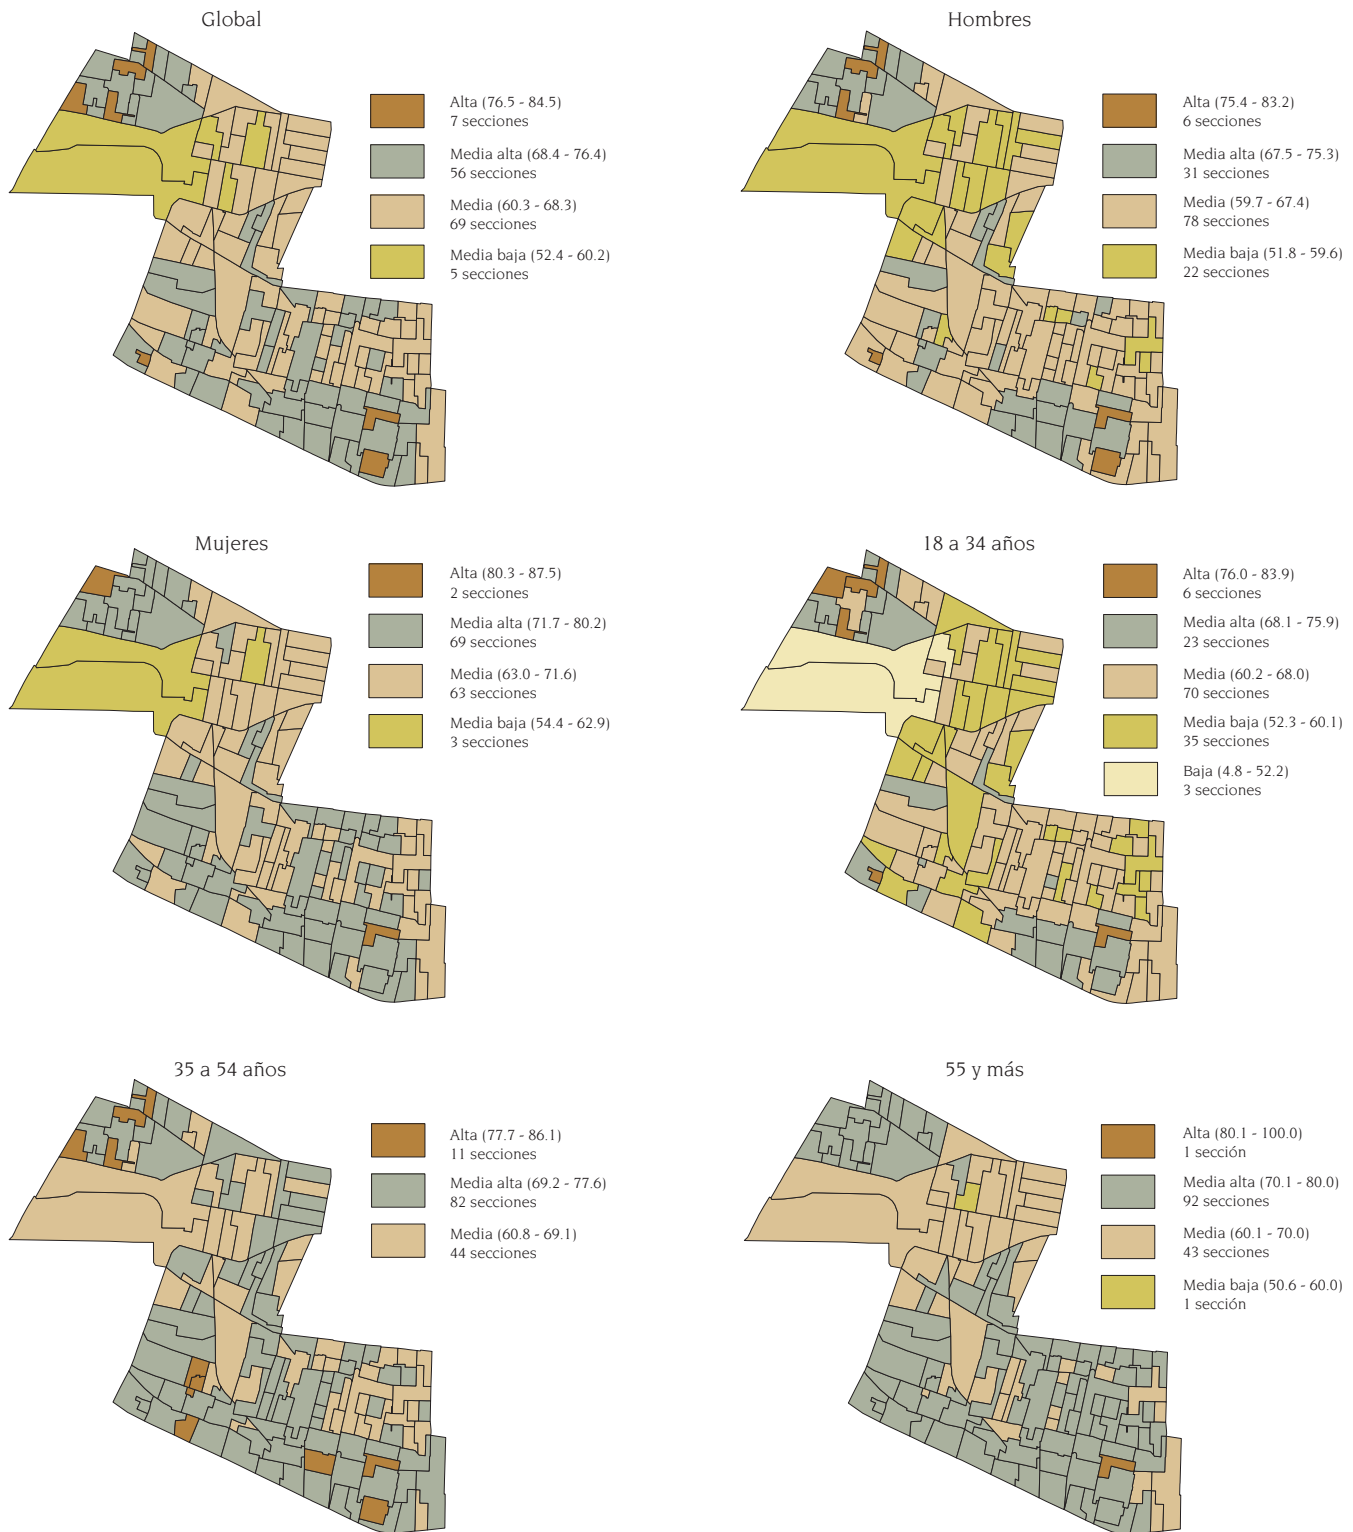 Global
Alta (76.5 - 84.5)
7 secciones
Media alta (68.4 - 76.4)
56 secciones
Media (60.3 - 68.3)
69 secciones
Media baja (52.4 - 60.2)
5 secciones
Hombres
Alta (75.4 - 83.2)
6 secciones
Media alta (67.5 - 75.3)
31 secciones
Media (59.7 - 67.4)
78 secciones
Media baja (51.8 - 59.6)
22 secciones
Mujeres
Alta (80.3 - 87.5)
2 secciones
Media alta (71.7 - 80.2)
69 secciones
Media (63.0 - 71.6)
63 secciones
Media baja (54.4 - 62.9)
3 secciones
18 a 34 años
Alta (76.0 - 83.9)
6 secciones
Media alta (68.1 - 75.9)
23 secciones
Media (60.2 - 68.0)
70 secciones
Media baja (52.3 - 60.1)
35 secciones
Baja (4.8 - 52.2)
3 secciones
35 a 54 años
Alta (77.7 - 86.1)
11 secciones
Media alta (69.2 - 77.6)
82 secciones
Media (60.8 - 69.1)
44 secciones
55 y más
Alta (80.1 - 100.0)
1 sección
Media alta (70.1 - 80.0)
92 secciones
Media (60.1 - 70.0)
43 secciones
Media baja (50.6 - 60.0)
1 sección